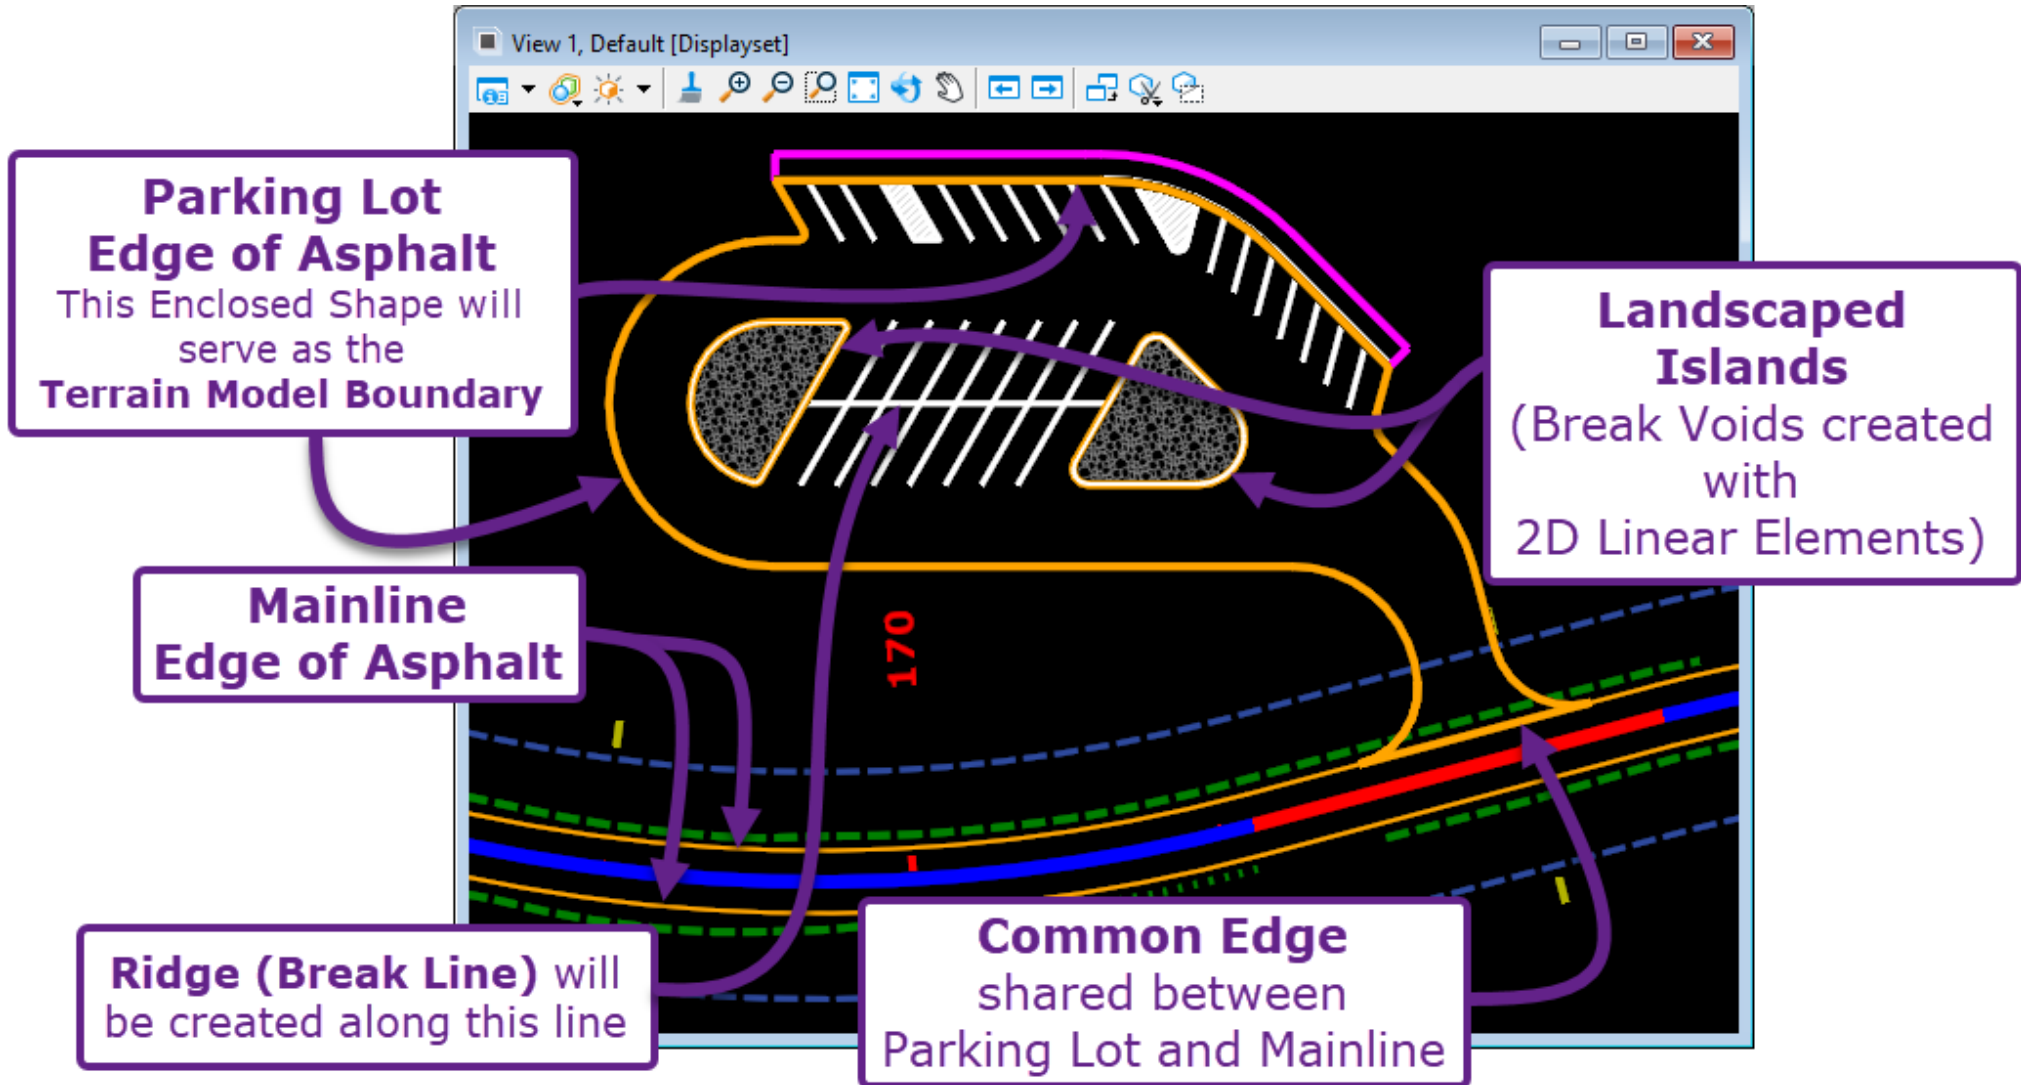 View 1, Default [Displayset]
Parking Lot
Edge of Asphalt
This Enclosed Shape will
serve as the
Terrain Model Boundary
Landscaped
Islands
(Break Voids created
with
2D Linear Elements)
Mainline
Edge of Asphalt
170
Ridge (Break Line) will
be created along this line
Common Edge
shared between
Parking Lot and Mainline